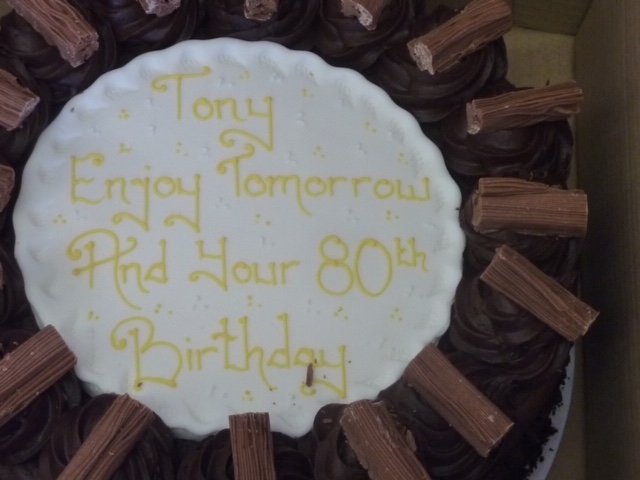 Tony
Enjoy Tomorrow
And Your 80th
Birthday